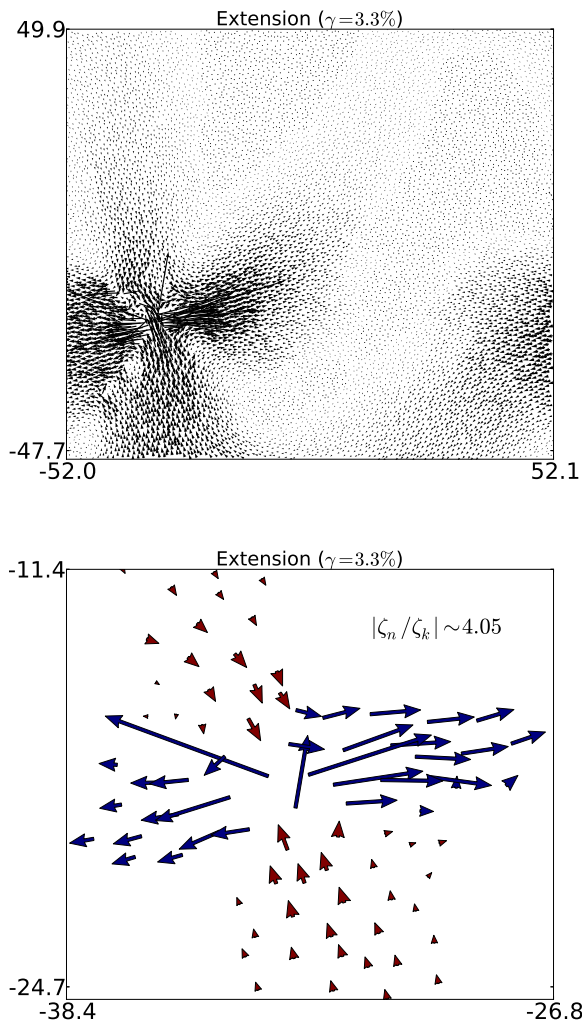 Extension (γ=3.3%)
49.9
-47.7
-52.0 52.1
Extension (γ=3.3%)
-11.4
|ζn/ζk|∼4.05
-24.7
-38.4 -26.8